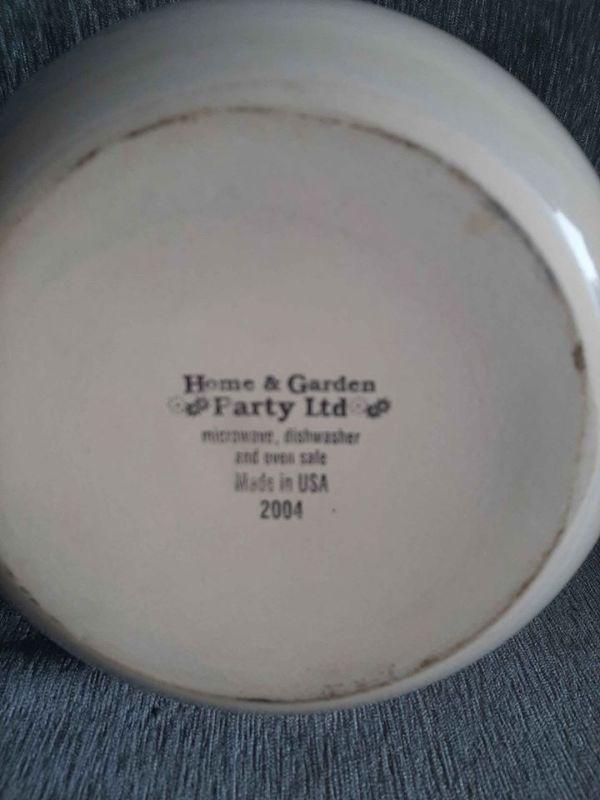 Home & Garden
Party Ltd
microwave, dishwasher
and oven safe
Made in USA
2004